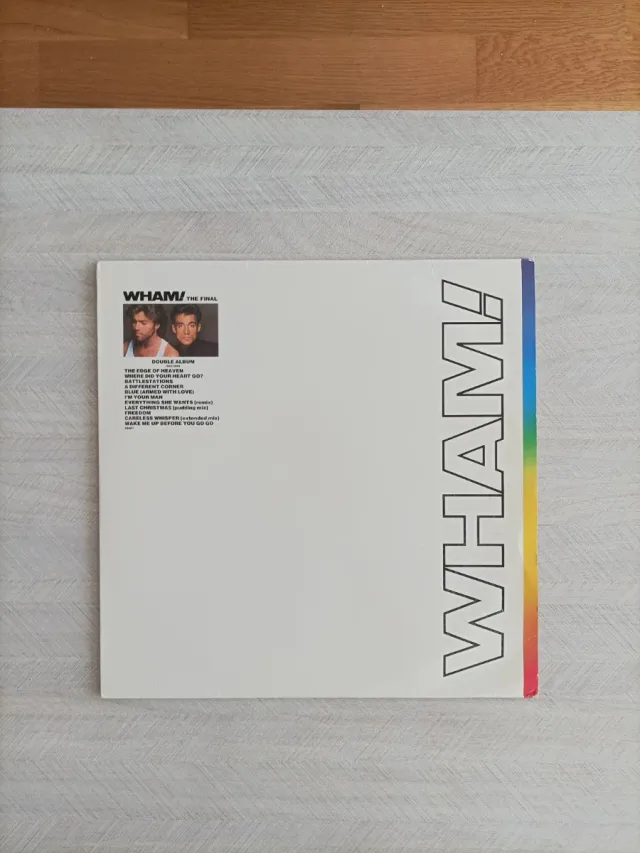 WHAM! THE FINAL
DOUBLE ALBUM
THE EDGE OF HEAVEN
WHERE DID YOUR HEART GO?
BATTLESTATIONS
A DIFFERENT CORNER
BLUE (ARMED WITH LOVE)
I'M YOUR MAN
EVERYTHING SHE WANTS (remix)
LAST CHRISTMAS (pudding mix)
FREEDOM
CARELESS WHISPER (extended mix)
WAKE ME UP BEFORE YOU GO GO
WHAM!